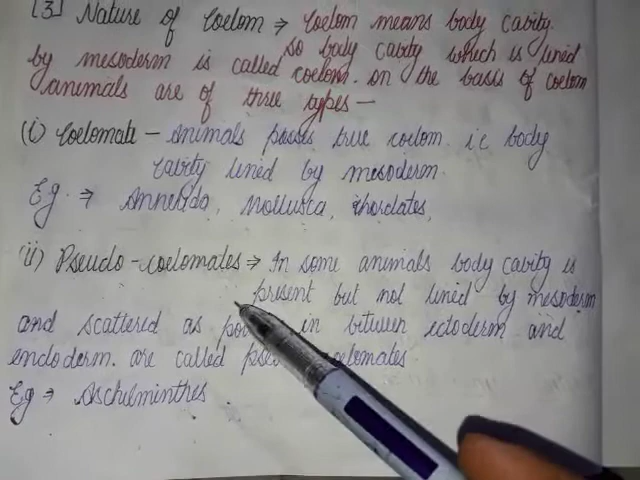 [3] Nature of Coelom → Coelom means body cavity.
so body cavity which is lined
by mesoderm is called coelom. on the basis of coelom
animals are of three types —
(i) Coelomate - Animals posses true coelom. i.c body
cavity lined by mesoderm.
Eg. → Annelida, Mollusca, chordates,
(ii) Pseudo-coelomates → In some animals body cavity is
present but not lined by mesoderm
and scattered as in bitween ectoderm and
endoderm. are called
Eg → Aschelminthes